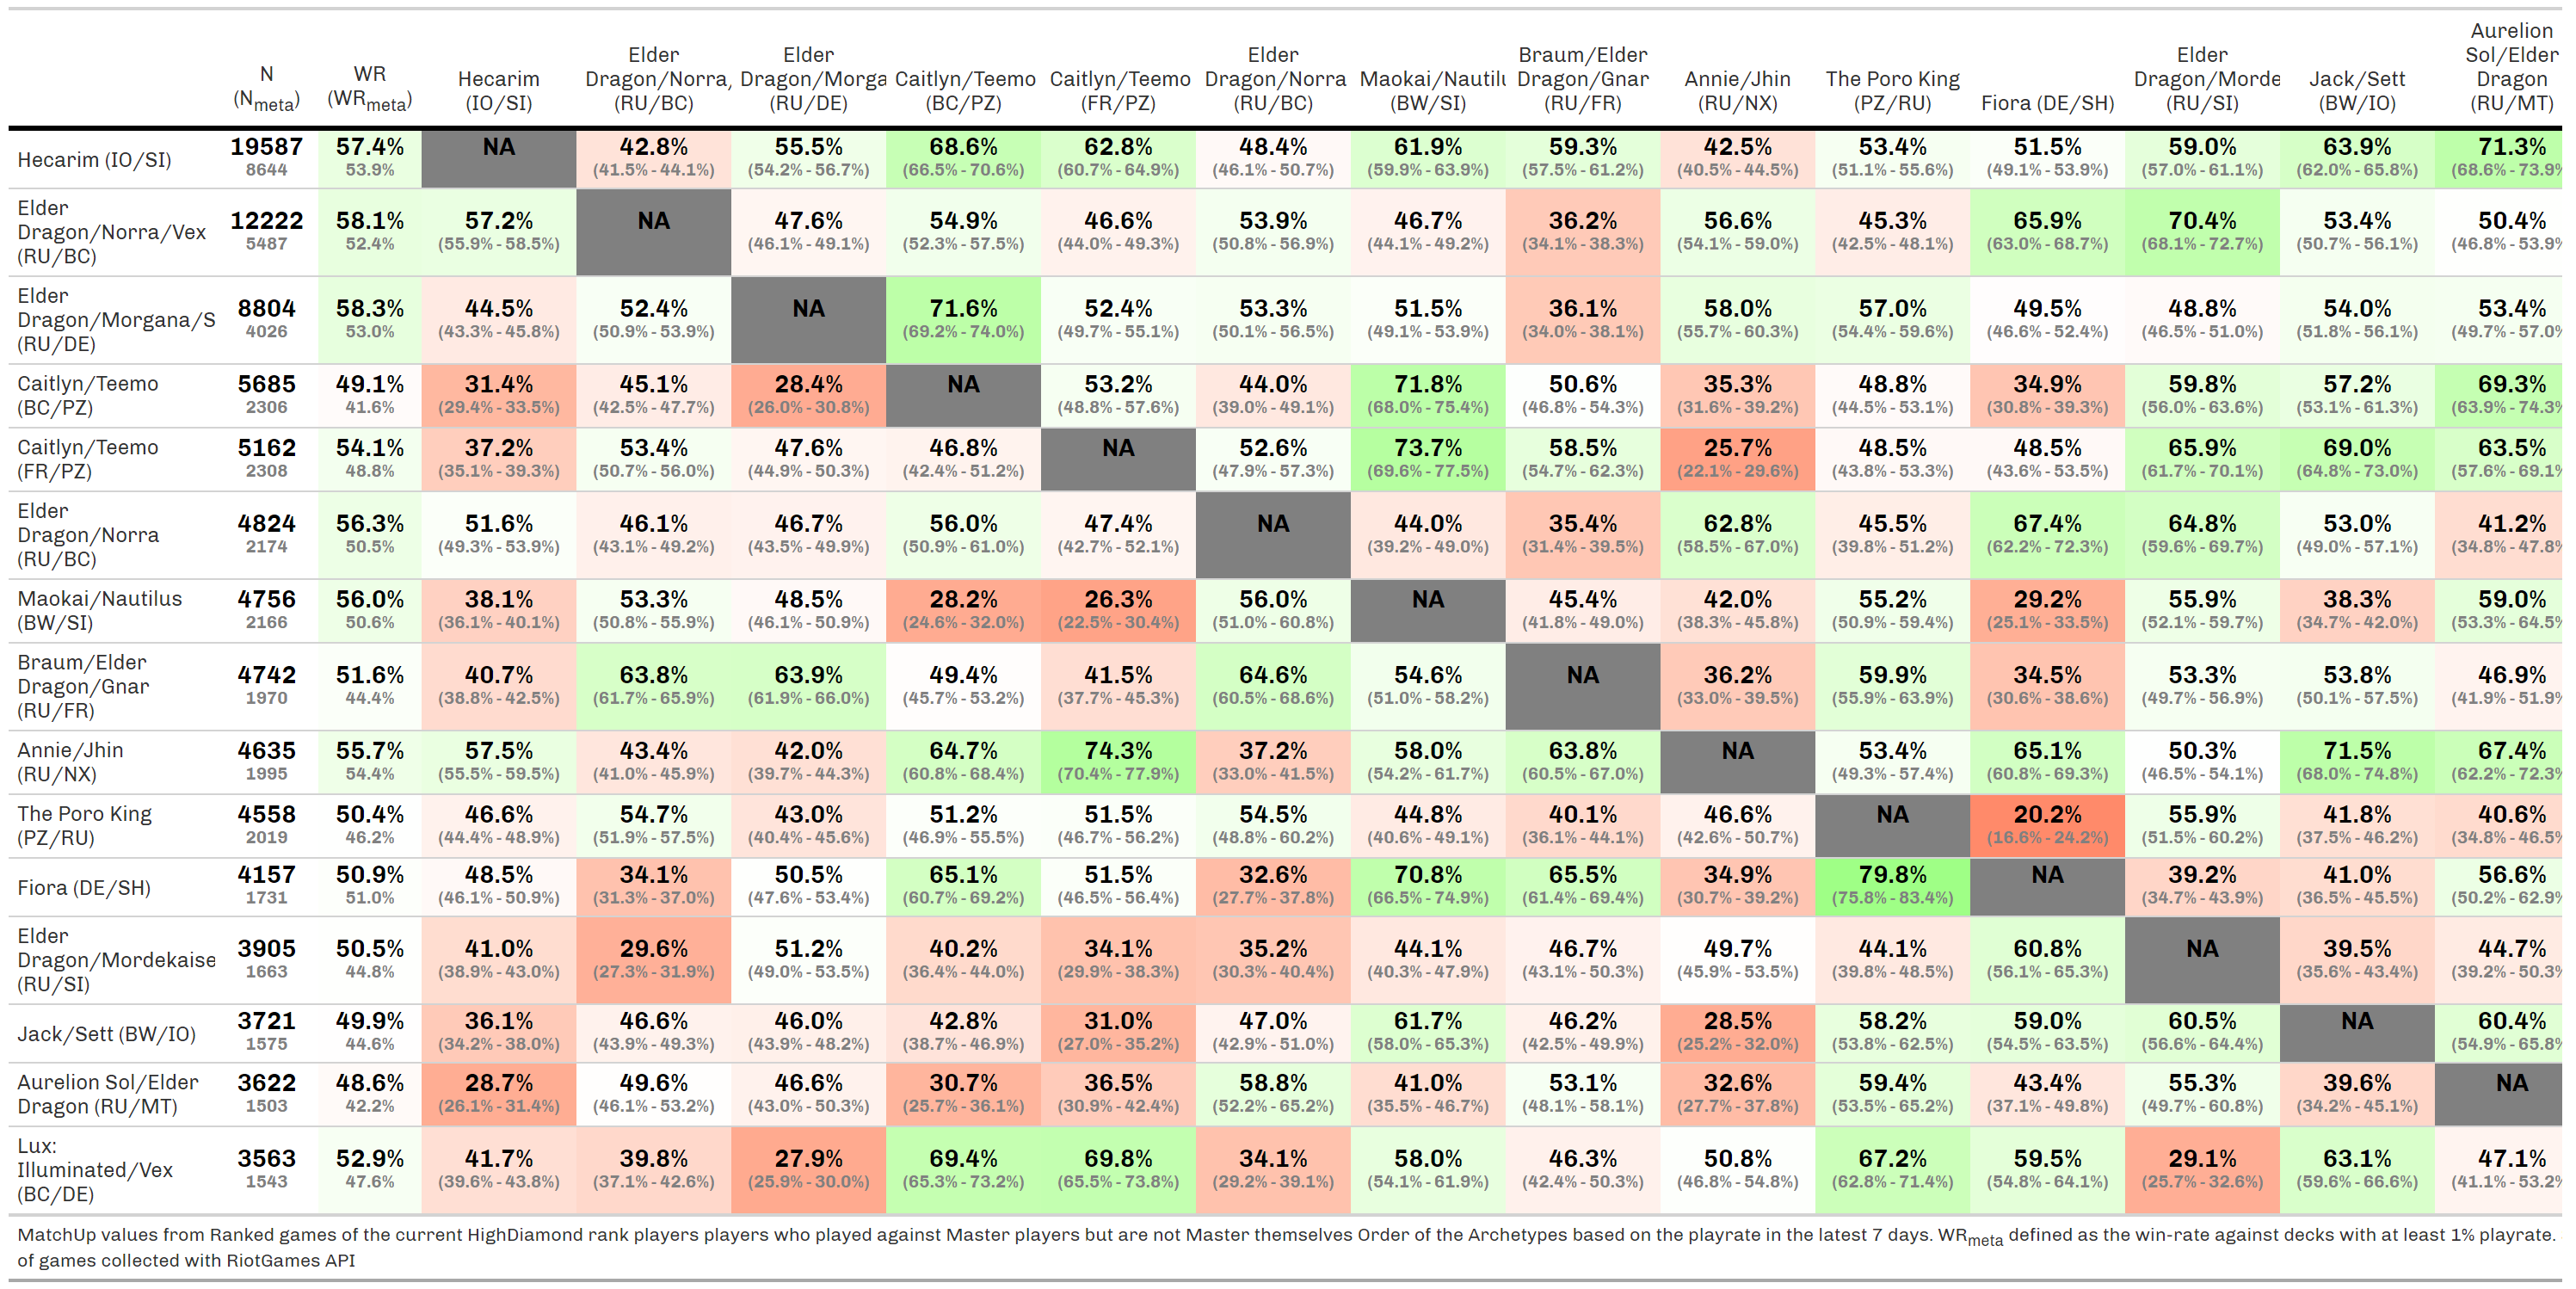 N (Nmeta) WR (WRmeta) Hecarim (IO/SI) Elder Dragon/Norra, (RU/BC) Elder Dragon/Morga (RU/DE) Caitlyn/Teemo (BC/PZ) Caitlyn/Teemo (FR/PZ) Elder Dragon/Norra (RU/BC) Maokai/Nautilu (BW/SI) Braum/Elder Dragon/Gnar (RU/FR) Annie/Jhin (RU/NX) The Poro King (PZ/RU) Fiora (DE/SH) Elder Dragon/Morde (RU/SI) Jack/Sett (BW/IO) Aurelion Sol/Elder Dragon (RU/MT)
Hecarim (IO/SI) 19587 57.4% NA 42.8% 55.5% 68.6% 62.8% 48.4% 61.9% 59.3% 42.5% 53.4% 51.5% 59.0% 63.9% 71.3%
8644 53.9% (41.5% - 44.1%) (54.2% - 56.7%) (66.5% - 70.6%) (60.7% - 64.9%) (46.1% - 50.7%) (59.9% - 63.9%) (57.5% - 61.2%) (40.5% - 44.5%) (51.1% - 55.6%) (49.1% - 53.9%) (57.0% - 61.1%) (62.0% - 65.8%) (68.6% - 73.9%
Elder Dragon/Norra/Vex (RU/BC) 12222 58.1% 57.2% NA 47.6% 54.9% 46.6% 53.9% 46.7% 36.2% 56.6% 45.3% 65.9% 70.4% 53.4% 50.4%
5487 52.4% (55.9% - 58.5%) (46.1% - 49.1%) (52.3% - 57.5%) (44.0% - 49.3%) (50.8% - 56.9%) (44.1% - 49.2%) (34.1% - 38.3%) (54.1% - 59.0%) (42.5% - 48.1%) (63.0% - 68.7%) (68.1% - 72.7%) (50.7% - 56.1%) (46.8% - 53.9%
Elder Dragon/Morgana/S (RU/DE) 8804 58.3% 44.5% 52.4% NA 71.6% 52.4% 53.3% 51.5% 36.1% 58.0% 57.0% 49.5% 48.8% 54.0% 53.4%
4026 53.0% (43.3% - 45.8%) (50.9% - 53.9%) (69.2% - 74.0%) (49.7% - 55.1%) (50.1% - 56.5%) (49.1% - 53.9%) (34.0% - 38.1%) (55.7% - 60.3%) (54.4% - 59.6%) (46.6% - 52.4%) (46.5% - 51.0%) (51.8% - 56.1%) (49.7% - 57.0%
Caitlyn/Teemo (BC/PZ) 5685 49.1% 31.4% 45.1% 28.4% NA 53.2% 44.0% 71.8% 50.6% 35.3% 48.8% 34.9% 59.8% 57.2% 69.3%
2306 41.6% (29.4% - 33.5%) (42.5% - 47.7%) (26.0% - 30.8%) (48.8% - 57.6%) (39.0% - 49.1%) (68.0% - 75.4%) (46.8% - 54.3%) (31.6% - 39.2%) (44.5% - 53.1%) (30.8% - 39.3%) (56.0% - 63.6%) (53.1% - 61.3%) (63.9% - 74.3%
Caitlyn/Teemo (FR/PZ) 5162 54.1% 37.2% 53.4% 47.6% 46.8% NA 52.6% 73.7% 58.5% 25.7% 48.5% 48.5% 65.9% 69.0% 63.5%
2308 48.8% (35.1% - 39.3%) (50.7% - 56.0%) (44.9% - 50.3%) (42.4% - 51.2%) (47.9% - 57.3%) (69.6% - 77.5%) (54.7% - 62.3%) (22.1% - 29.6%) (43.8% - 53.3%) (43.6% - 53.5%) (61.7% - 70.1%) (64.8% - 73.0%) (57.6% - 69.1%
Elder Dragon/Norra (RU/BC) 4824 56.3% 51.6% 46.1% 46.7% 56.0% 47.4% NA 44.0% 35.4% 62.8% 45.5% 67.4% 64.8% 53.0% 41.2%
2174 50.5% (49.3% - 53.9%) (43.1% - 49.2%) (43.5% - 49.9%) (50.9% - 61.0%) (42.7% - 52.1%) (39.2% - 49.0%) (31.4% - 39.5%) (58.5% - 67.0%) (39.8% - 51.2%) (62.2% - 72.3%) (59.6% - 69.7%) (49.0% - 57.1%) (34.8% - 47.8%
Maokai/Nautilus (BW/SI) 4756 56.0% 38.1% 53.3% 48.5% 28.2% 26.3% 56.0% NA 45.4% 42.0% 55.2% 29.2% 55.9% 38.3% 59.0%
2166 50.6% (36.1% - 40.1%) (50.8% - 55.9%) (46.1% - 50.9%) (24.6% - 32.0%) (22.5% - 30.4%) (51.0% - 60.8%) (41.8% - 49.0%) (38.3% - 45.8%) (50.9% - 59.4%) (25.1% - 33.5%) (52.1% - 59.7%) (34.7% - 42.0%) (53.3% - 64.5%
Braum/Elder Dragon/Gnar (RU/FR) 4742 51.6% 40.7% 63.8% 63.9% 49.4% 41.5% 64.6% 54.6% NA 36.2% 59.9% 34.5% 53.3% 53.8% 46.9%
1970 44.4% (38.8% - 42.5%) (61.7% - 65.9%) (61.9% - 66.0%) (45.7% - 53.2%) (37.7% - 45.3%) (60.5% - 68.6%) (51.0% - 58.2%) (33.0% - 39.5%) (55.9% - 63.9%) (30.6% - 38.6%) (49.7% - 56.9%) (50.1% - 57.5%) (41.9% - 51.9%
Annie/Jhin (RU/NX) 4635 55.7% 57.5% 43.4% 42.0% 64.7% 74.3% 37.2% 58.0% 63.8% NA 53.4% 65.1% 50.3% 71.5% 67.4%
1995 54.4% (55.5% - 59.5%) (41.0% - 45.9%) (39.7% - 44.3%) (60.8% - 68.4%) (70.4% - 77.9%) (33.0% - 41.5%) (54.2% - 61.7%) (60.5% - 67.0%) (49.3% - 57.4%) (60.8% - 69.3%) (46.5% - 54.1%) (68.0% - 74.8%) (62.2% - 72.3%
The Poro King (PZ/RU) 4558 50.4% 46.6% 54.7% 43.0% 51.2% 51.5% 54.5% 44.8% 40.1% 46.6% NA 20.2% 55.9% 41.8% 40.6%
2019 46.2% (44.4% - 48.9%) (51.9% - 57.5%) (40.4% - 45.6%) (46.9% - 55.5%) (46.7% - 56.2%) (48.8% - 60.2%) (40.6% - 49.1%) (36.1% - 44.1%) (42.6% - 50.7%) (16.6% - 24.2%) (51.5% - 60.2%) (37.5% - 46.2%) (34.8% - 46.5%
Fiora (DE/SH) 4157 50.9% 48.5% 34.1% 50.5% 65.1% 51.5% 32.6% 70.8% 65.5% 34.9% 79.8% NA 39.2% 41.0% 56.6%
1731 51.0% (46.1% - 50.9%) (31.3% - 37.0%) (47.6% - 53.4%) (60.7% - 69.2%) (46.5% - 56.4%) (27.7% - 37.8%) (66.5% - 74.9%) (61.4% - 69.4%) (30.7% - 39.2%) (75.8% - 83.4%) (34.7% - 43.9%) (36.5% - 45.5%) (50.2% - 62.9%
Elder Dragon/Mordekaise (RU/SI) 3905 50.5% 41.0% 29.6% 51.2% 40.2% 34.1% 35.2% 44.1% 46.7% 49.7% 44.1% 60.8% NA 39.5% 44.7%
1663 44.8% (38.9% - 43.0%) (27.3% - 31.9%) (49.0% - 53.5%) (36.4% - 44.0%) (29.9% - 38.3%) (30.3% - 40.4%) (40.3% - 47.9%) (43.1% - 50.3%) (45.9% - 53.5%) (39.8% - 48.5%) (56.1% - 65.3%) (35.6% - 43.4%) (39.2% - 50.3%
Jack/Sett (BW/IO) 3721 49.9% 36.1% 46.6% 46.0% 42.8% 31.0% 47.0% 61.7% 46.2% 28.5% 58.2% 59.0% 60.5% NA 60.4%
1575 44.6% (34.2% - 38.0%) (43.9% - 49.3%) (43.9% - 48.2%) (38.7% - 46.9%) (27.0% - 35.2%) (42.9% - 51.0%) (58.0% - 65.3%) (42.5% - 49.9%) (25.2% - 32.0%) (53.8% - 62.5%) (54.5% - 63.5%) (56.6% - 64.4%) (54.9% - 65.8%
Aurelion Sol/Elder Dragon (RU/MT) 3622 48.6% 28.7% 49.6% 46.6% 30.7% 36.5% 58.8% 41.0% 53.1% 32.6% 59.4% 43.4% 55.3% 39.6% NA
1503 42.2% (26.1% - 31.4%) (46.1% - 53.2%) (43.0% - 50.3%) (25.7% - 36.1%) (30.9% - 42.4%) (52.2% - 65.2%) (35.5% - 46.7%) (48.1% - 58.1%) (27.7% - 37.8%) (53.5% - 65.2%) (37.1% - 49.8%) (49.7% - 60.8%) (34.2% - 45.1%)
Lux: Illuminated/Vex (BC/DE) 3563 52.9% 41.7% 39.8% 27.9% 69.4% 69.8% 34.1% 58.0% 46.3% 50.8% 67.2% 59.5% 29.1% 63.1% 47.1%
1543 47.6% (39.6% - 43.8%) (37.1% - 42.6%) (25.9% - 30.0%) (65.3% - 73.2%) (65.5% - 73.8%) (29.2% - 39.1%) (54.1% - 61.9%) (42.4% - 50.3%) (46.8% - 54.8%) (62.8% - 71.4%) (54.8% - 64.1%) (25.7% - 32.6%) (59.6% - 66.6%) (41.1% - 53.2%
MatchUp values from Ranked games of the current HighDiamond rank players players who played against Master players but are not Master themselves Order of the Archetypes based on the playrate in the latest 7 days. WRmeta defined as the win-rate against decks with at least 1% playrate.
of games collected with RiotGames API